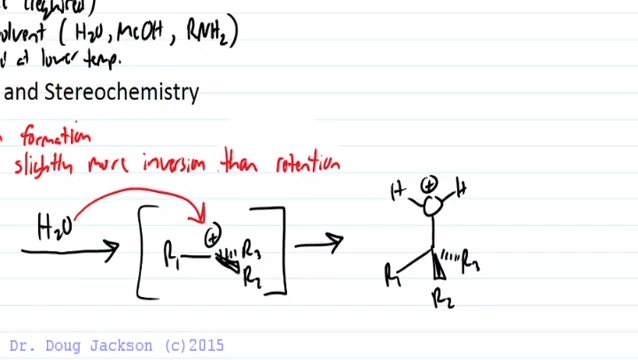 (required)
solvent (H₂O, MeOH, RNH₂)
at lower temp.
and Stereochemistry
formation
slightly more inversion than retention
H₂O
⊕
R₁
R₃
R₂
H ⊕ H
O
R₁
R₃
R₂
Dr. Doug Jackson (c)2015